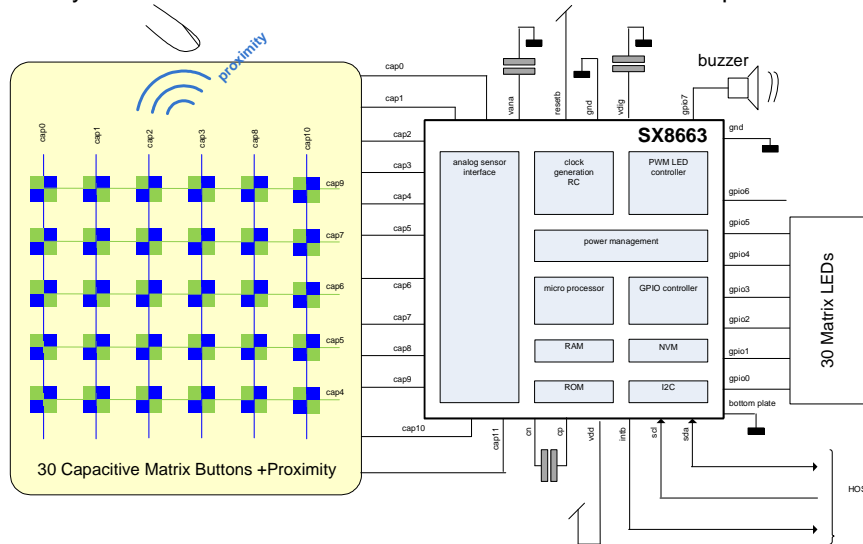 proximity
cap0
cap1
cap2
cap3
cap8
cap10
cap9
cap7
cap6
cap5
cap4
30 Capacitive Matrix Buttons +Proximity
cap0
cap1
cap2
cap3
cap4
cap5
cap6
cap7
cap8
cap9
cap10
cap11
vana
resetb
gnd
vdig
gpio7
buzzer
gnd
SX8663
analog sensor
interface
clock
generation
RC
PWM LED
controller
power management
micro processor
GPIO controller
RAM
NVM
ROM
I2C
gpio6
gpio5
gpio4
gpio3
gpio2
gpio1
gpio0
bottom plate
30 Matrix LEDs
cn
cp
vdd
intb
scl
sda